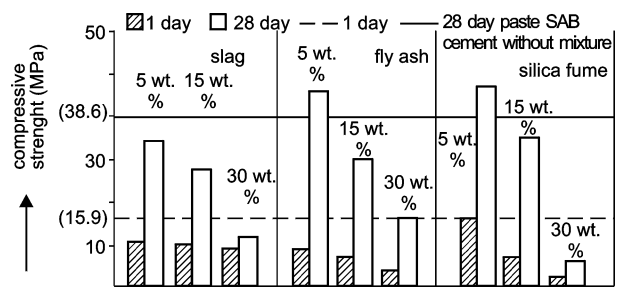 50
1 day 28 day 1 day 28 day paste SAB
cement without mixture
slag fly ash silica fume
5 wt.
%
15 wt.
%
30 wt.
%
5 wt.
%
15 wt.
%
30 wt.
%
5 wt.
%
15 wt.
%
30 wt.
%
compressive
strenght (MPa)
(38.6)
30
(15.9)
10